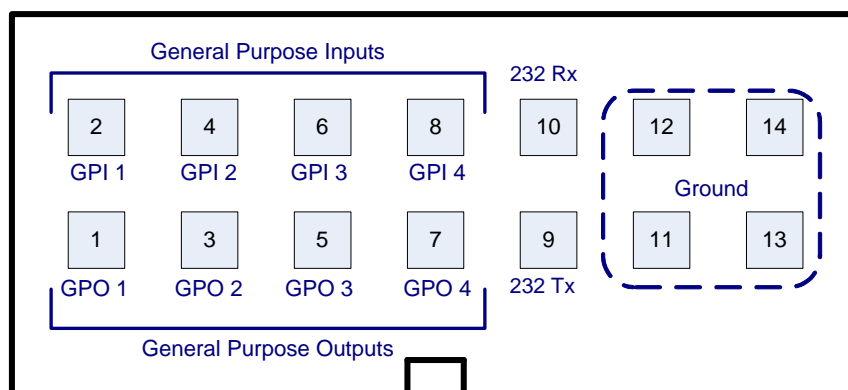 General Purpose Inputs
232 Rx
2 4 6 8 10 12 14
GPI 1 GPI 2 GPI 3 GPI 4
Ground
1 3 5 7 9 11 13
GPO 1 GPO 2 GPO 3 GPO 4 232 Tx
General Purpose Outputs